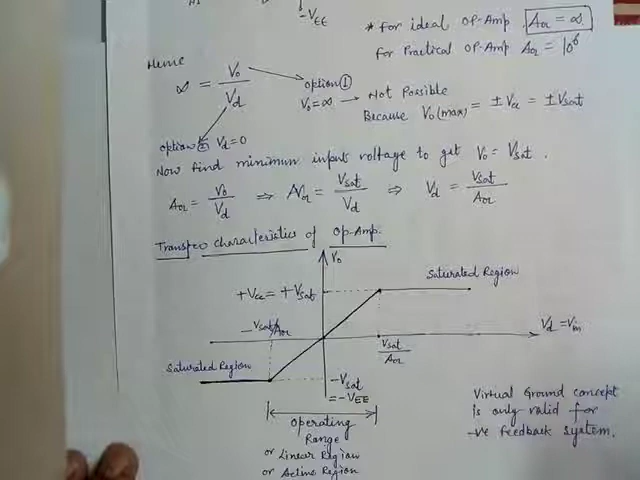 -VEE
* For ideal OP-Amp AOL = ∞
For Practical OP-Amp AOL = 10⁶
Hence
∞ = Vo/Vd
option ① Vo = ∞ → Not Possible
Because Vo(max) = ±Vcc = ±Vsat
option ② Vd = 0
Now find minimum inputs voltage to get Vo = Vsat.
AOL = Vo/Vd ⇒ AOL = Vsat/Vd ⇒ Vd = Vsat/AOL
Transfer characteristics of Op-Amp.
Vo
Saturated Region
+Vcc = +Vsat
-Vsat/AOL
Vd = Vin
Vsat/AOL
Saturated Region
-Vsat
= -VEE
Operating
Range
or Linear Region
or Active Region
Virtual Ground concept
is only valid for
-ve feedback system.